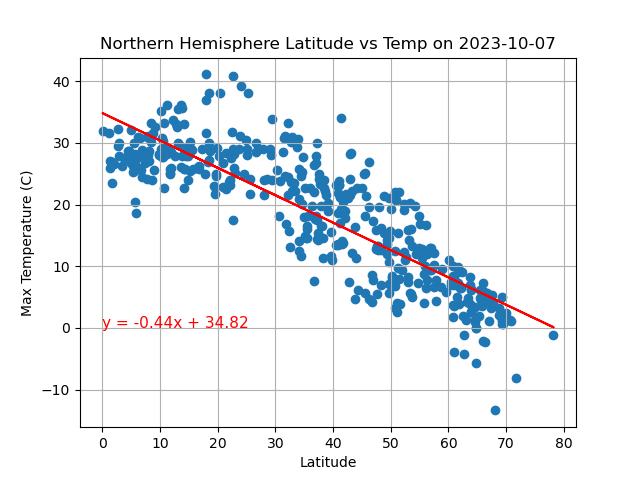 Northern Hemisphere Latitude vs Temp on 2023-10-07
40
30
20
10
0
−10
Max Temperature (C)
y = -0.44x + 34.82
0 10 20 30 40 50 60 70 80
Latitude